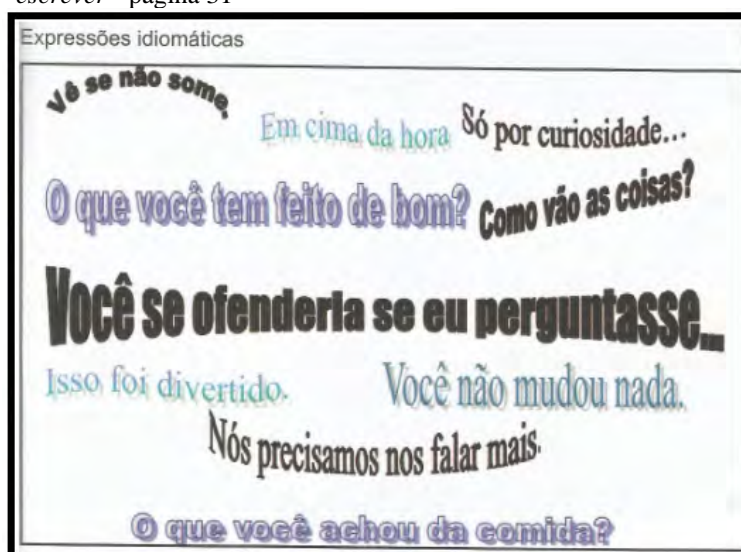 escrever - página 31
Expressões idiomáticas
Vê se não some.
Em cima da hora
Só por curiosidade...
O que você tem feito de bom?
Como vão as coisas?
Você se ofenderia se eu perguntasse...
Isso foi divertido.
Você não mudou nada.
Nós precisamos nos falar mais.
O que você achou da comida?